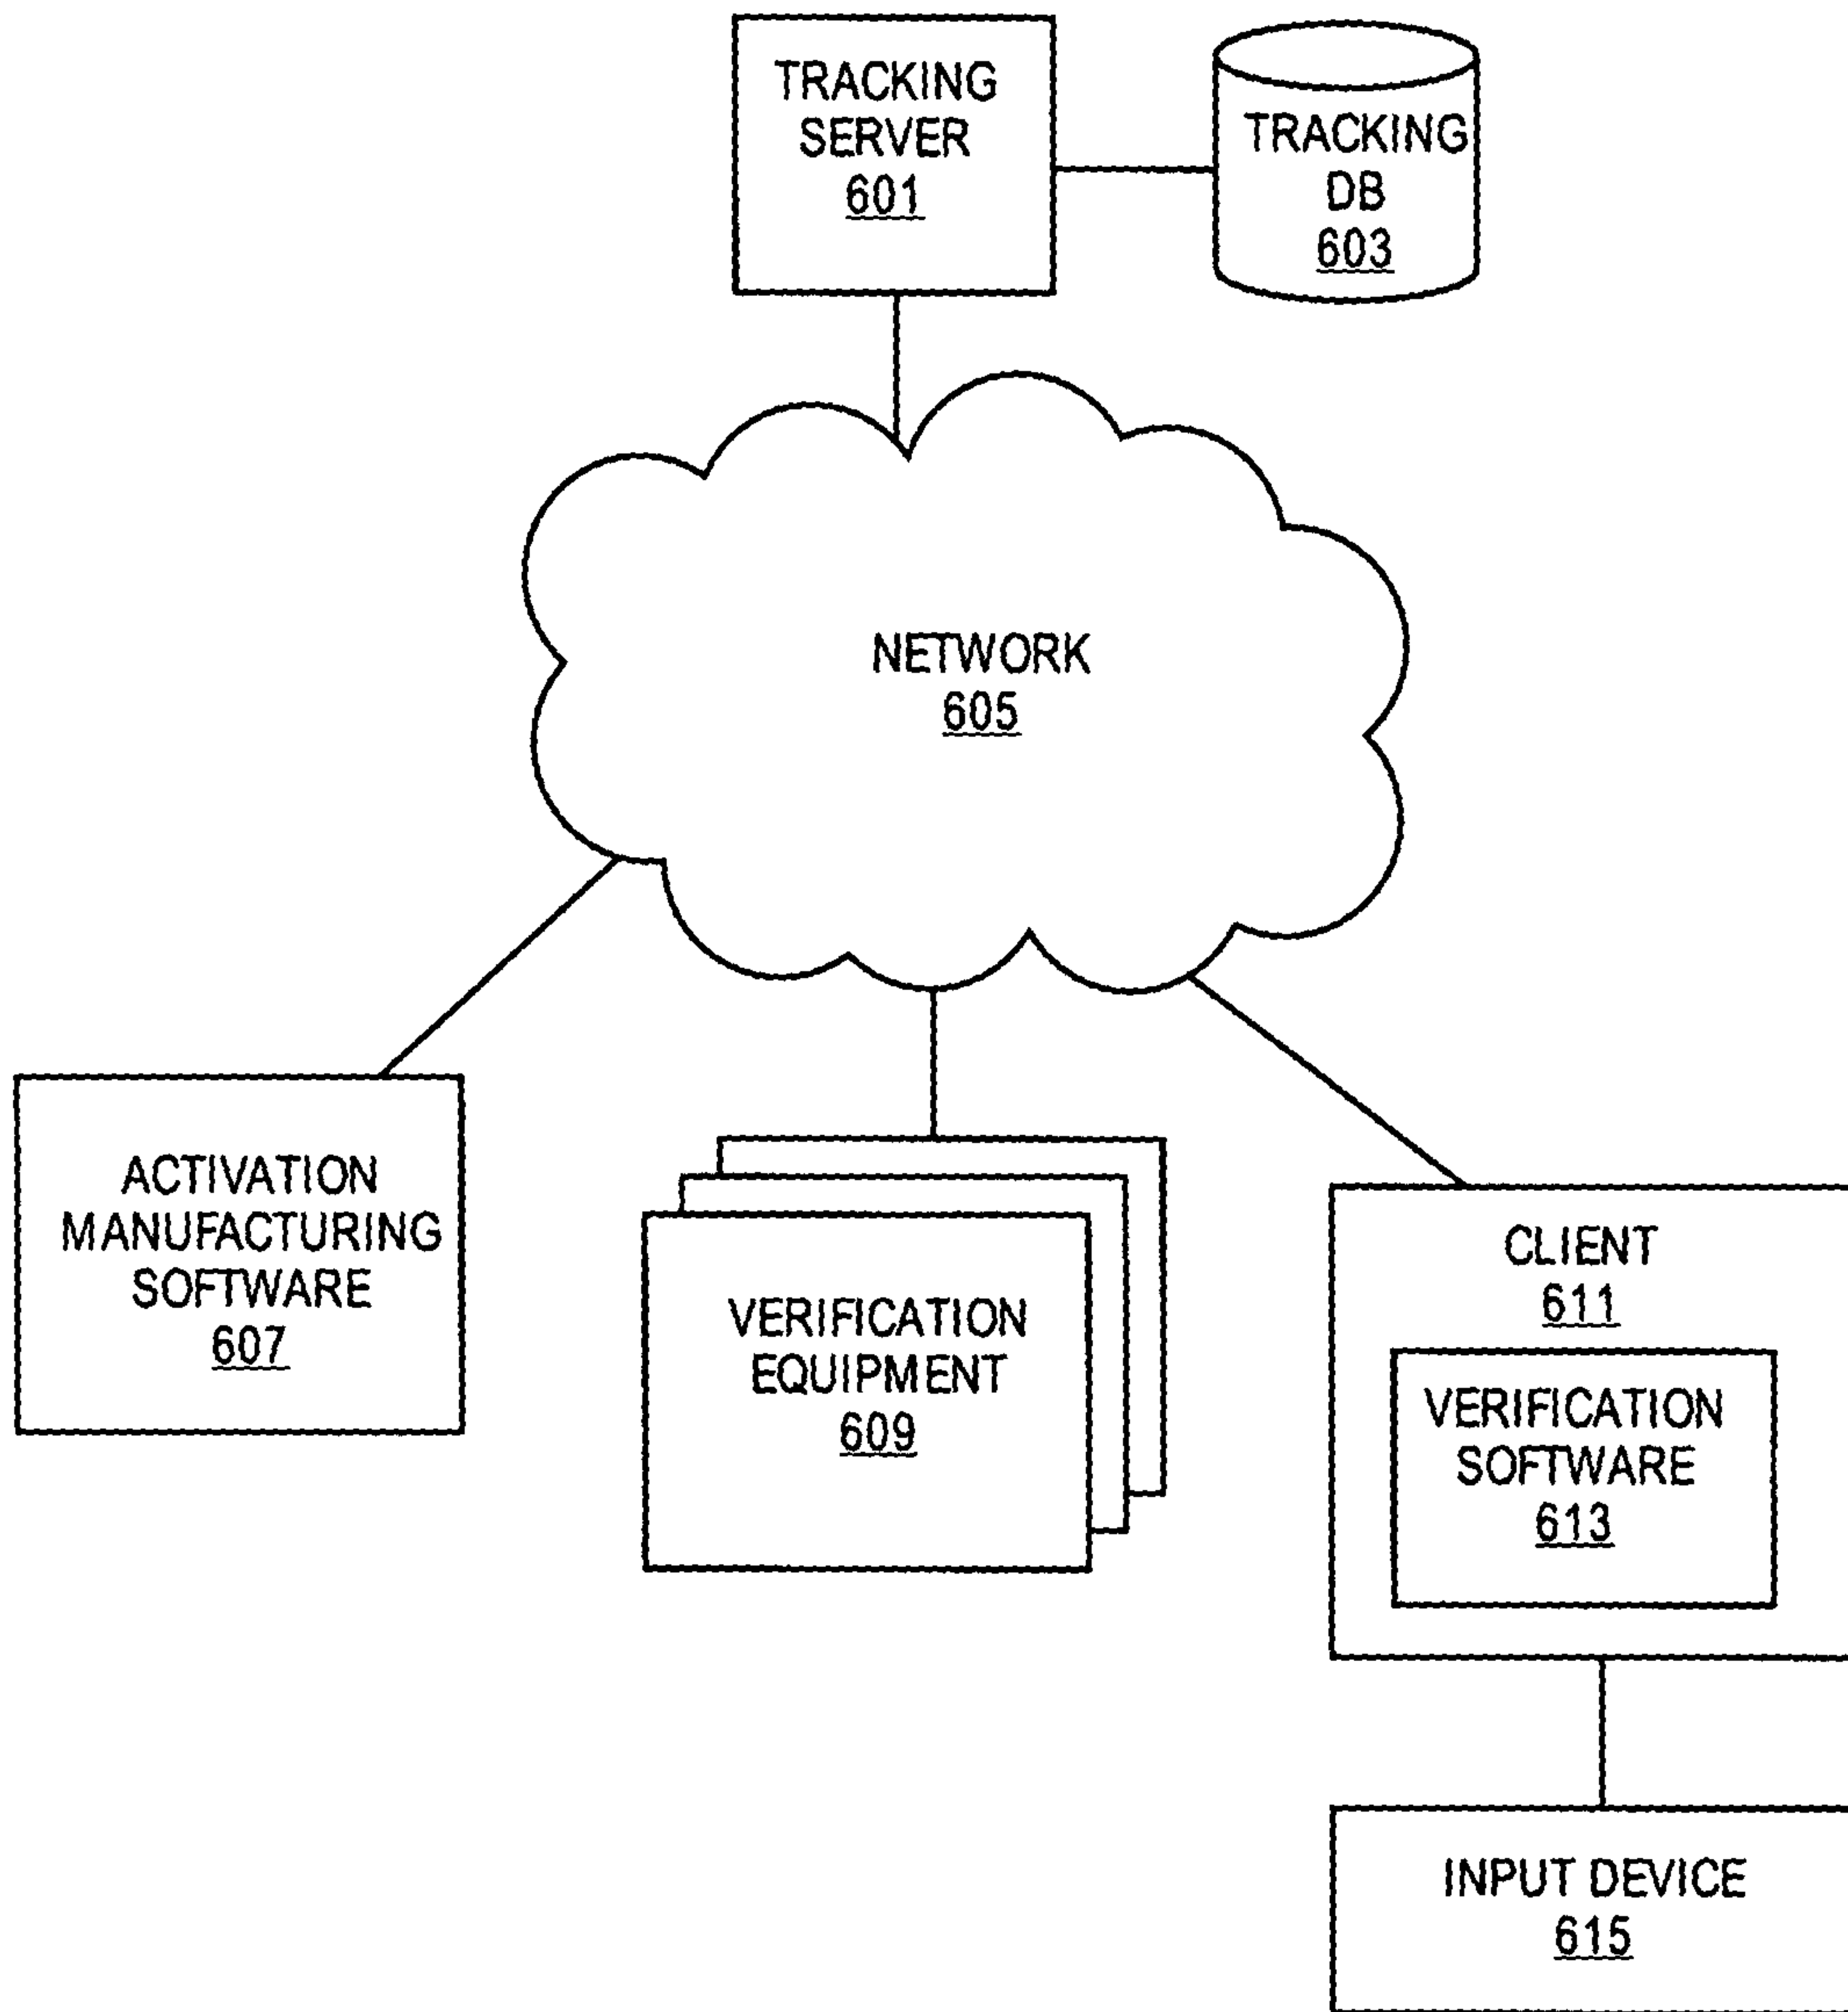 TRACKING
SERVER
601
TRACKING
DB
603
NETWORK
605
ACTIVATION
MANUFACTURING
SOFTWARE
607
VERIFICATION
EQUIPMENT
609
CLIENT
611
VERIFICATION
SOFTWARE
613
INPUT DEVICE
615